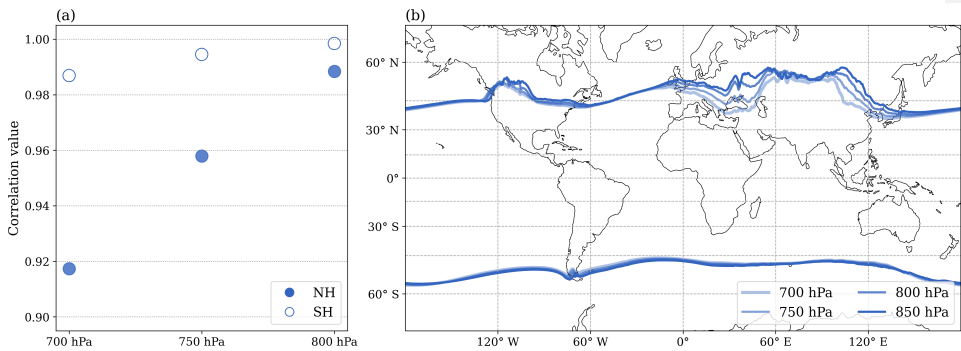 (a)
Correlation value
1.00
0.98
0.96
0.94
0.92
0.90
700 hPa
750 hPa
800 hPa
NH
SH
(b)
60° N
30° N
0°
30° S
60° S
120° W
60° W
0°
60° E
120° E
700 hPa
750 hPa
800 hPa
850 hPa